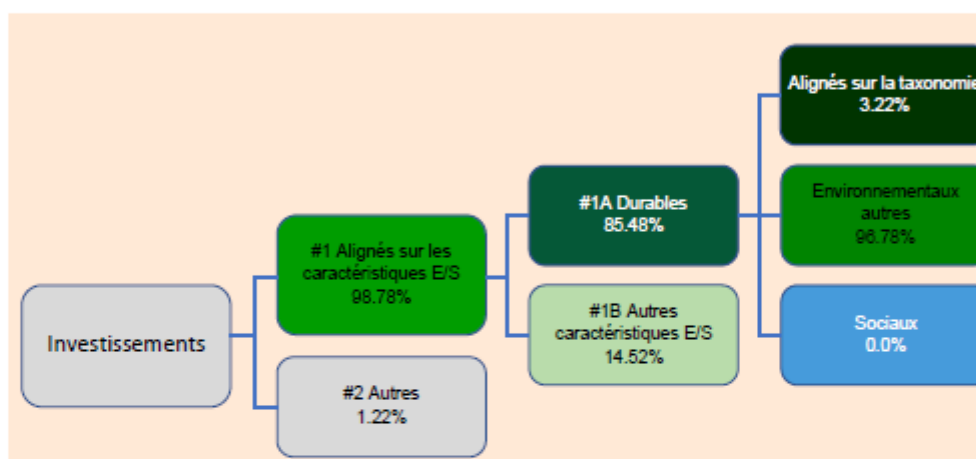 Investissements
#1 Alignés sur les
caractéristiques E/S
98.78%
#2 Autres
1.22%
#1A Durables
85.48%
#1B Autres
caractéristiques E/S
14.52%
Alignés sur la taxonomie
3.22%
Environnementaux
autres
96.78%
Sociaux
0.0%